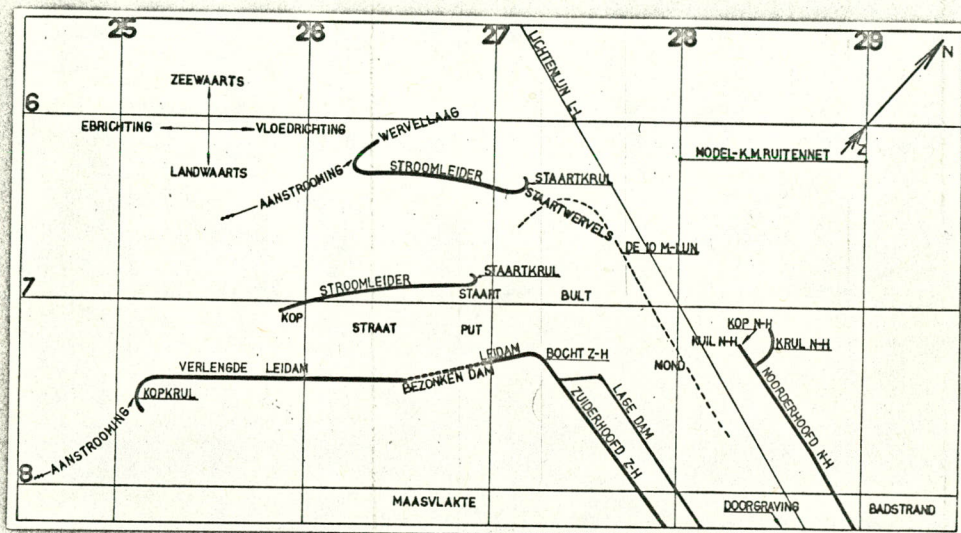 25 26 27 28 29
LICHTENLIJN L-L
N
ZEEWAARTS
6
EBRICHTING
VLOEDRICHTING
WERVELLAAG
Z
MODEL-K.M.RUITENNET
LANDWAARTS
AANSTROOMING
STROOMLEIDER
STAARTKRUL
STAARTWERVELS
DE 10 M-LIJN
7
STROOMLEIDER
STAARTKRUL
KOP
STAART
BULT
STRAAT
PUT
KOP N-H
KUIL N-H
KRUL N-H
VERLENGDE LEIDAM
LEIDAM
BEZONKEN DAM
BOCHT Z-H
MOND
KOPKRUL
AANSTROOMING
ZUIDERHOOFD Z-H
LAGE DAM
NOORDERHOOFD N-H
8
MAASVLAKTE
DOORGRAVING
BADSTRAND